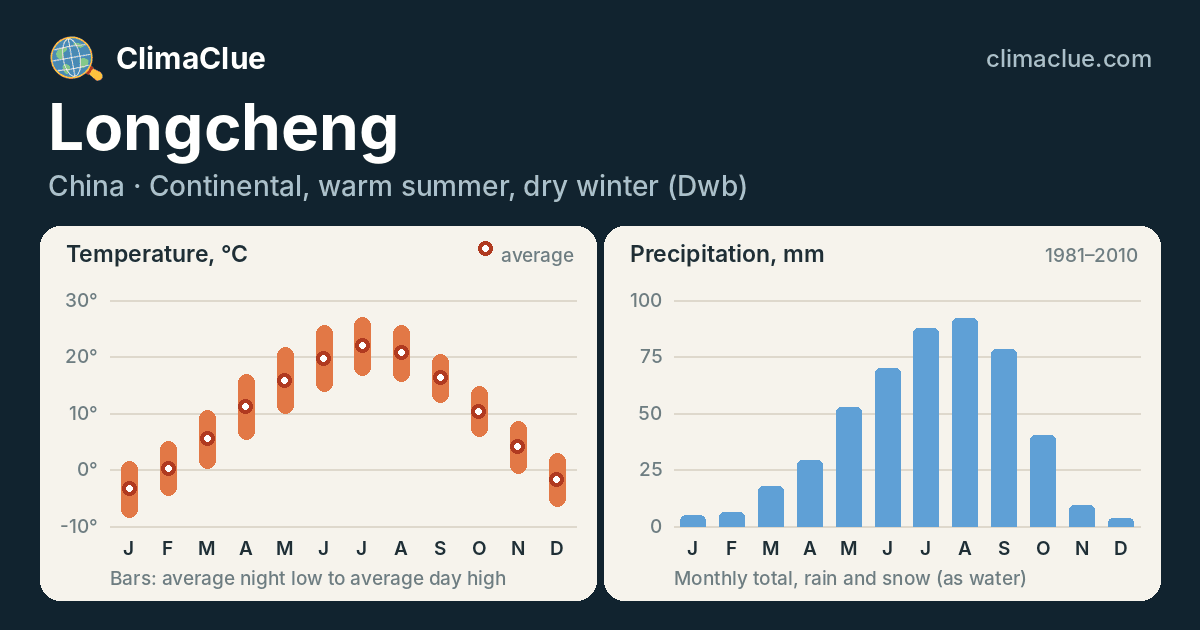 ClimaClue
climaclue.com
Longcheng
China · Continental, warm summer, dry winter (Dwb)
Temperature, °C
average
30°
20°
10°
0°
-10°
J F M A M J J A S O N D
Bars: average night low to average day high
Precipitation, mm
1981–2010
100
75
50
25
0
J F M A M J J A S O N D
Monthly total, rain and snow (as water)